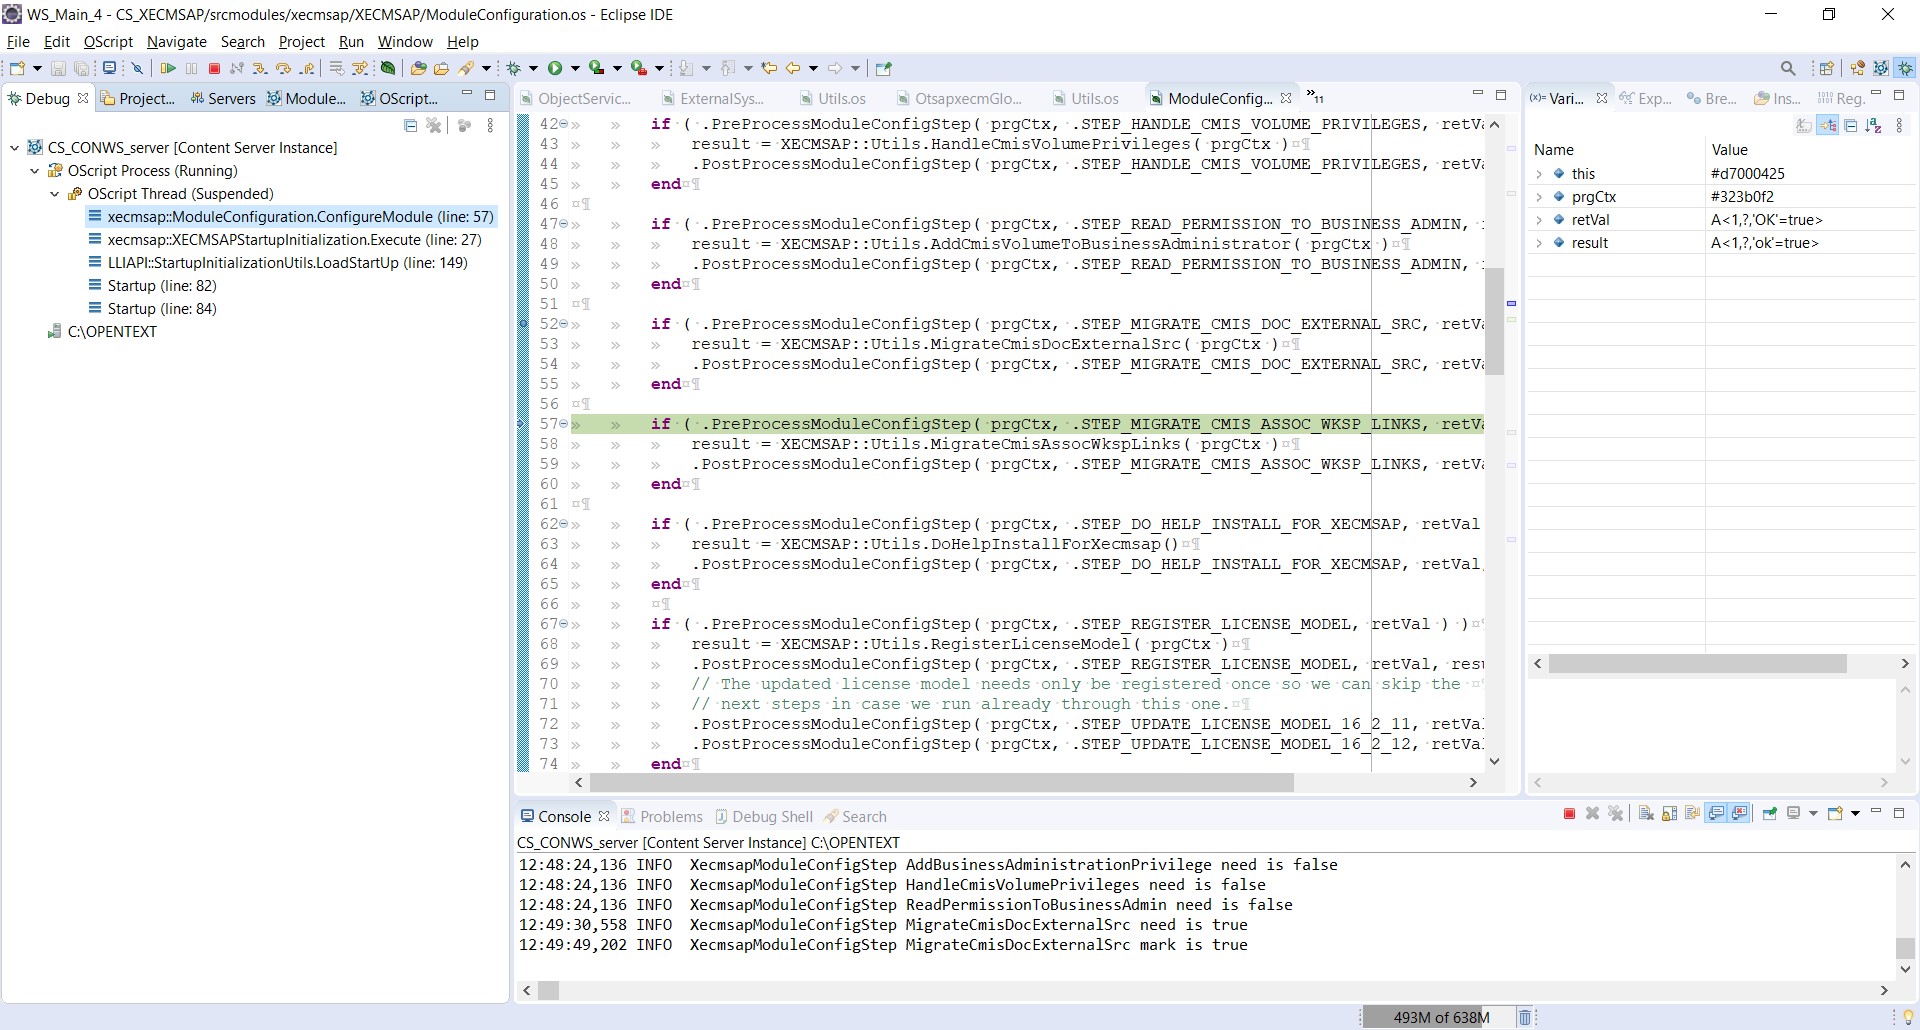 WS_Main_4 - CS_XECMSAP/srcmodules/xecmsap/XECMSAP/ModuleConfiguration.os - Eclipse IDE
File Edit OScript Navigate Search Project Run Window Help
Debug Project... Servers Module... OScript...
CS_CONWS_server [Content Server Instance]
OScript Process (Running)
OScript Thread (Suspended)
xecmsap::ModuleConfiguration.ConfigureModule (line: 57)
xecmsap::XECMSAPStartupInitialization.Execute (line: 27)
LLIAPI::StartupInitializationUtils.LoadStartUp (line: 149)
Startup (line: 82)
Startup (line: 84)
C:\OPENTEXT
ObjectServic... ExternalSys... Utils.os OtsapxecmGlo... Utils.os ModuleConfig... 11
42 if ( .PreProcessModuleConfigStep( prgCtx, .STEP_HANDLE_CMIS_VOLUME_PRIVILEGES, retVa
43 result = XECMSAP::Utils.HandleCmisVolumePrivileges( prgCtx )
44 .PostProcessModuleConfigStep( prgCtx, .STEP_HANDLE_CMIS_VOLUME_PRIVILEGES, retVa
45 end
46
47 if ( .PreProcessModuleConfigStep( prgCtx, .STEP_READ_PERMISSION_TO_BUSINESS_ADMIN,
48 result = XECMSAP::Utils.AddCmisVolumeToBusinessAdministrator( prgCtx )
49 .PostProcessModuleConfigStep( prgCtx, .STEP_READ_PERMISSION_TO_BUSINESS_ADMIN,
50 end
51
52 if ( .PreProcessModuleConfigStep( prgCtx, .STEP_MIGRATE_CMIS_DOC_EXTERNAL_SRC, retVa
53 result = XECMSAP::Utils.MigrateCmisDocExternalSrc( prgCtx )
54 .PostProcessModuleConfigStep( prgCtx, .STEP_MIGRATE_CMIS_DOC_EXTERNAL_SRC, retVa
55 end
56
57 if ( .PreProcessModuleConfigStep( prgCtx, .STEP_MIGRATE_CMIS_ASSOC_WKSP_LINKS, retVa
58 result = XECMSAP::Utils.MigrateCmisAssocWkspLinks( prgCtx )
59 .PostProcessModuleConfigStep( prgCtx, .STEP_MIGRATE_CMIS_ASSOC_WKSP_LINKS, retVa
60 end
61
62 if ( .PreProcessModuleConfigStep( prgCtx, .STEP_DO_HELP_INSTALL_FOR_XECMSAP, retVal
63 result = XECMSAP::Utils.DoHelpInstallForXecmsap()
64 .PostProcessModuleConfigStep( prgCtx, .STEP_DO_HELP_INSTALL_FOR_XECMSAP, retVal,
65 end
66
67 if ( .PreProcessModuleConfigStep( prgCtx, .STEP_REGISTER_LICENSE_MODEL, retVal ) )
68 result = XECMSAP::Utils.RegisterLicenseModel( prgCtx )
69 .PostProcessModuleConfigStep( prgCtx, .STEP_REGISTER_LICENSE_MODEL, retVal, resu
70 // The updated license model needs only be registered once so we can skip the
71 // next steps in case we run already through this one.
72 .PostProcessModuleConfigStep( prgCtx, .STEP_UPDATE_LICENSE_MODEL_16_2_11, retVal
73 .PostProcessModuleConfigStep( prgCtx, .STEP_UPDATE_LICENSE_MODEL_16_2_12, retVal
74 end
Vari... Exp... Bre... Ins... Reg.
Name Value
this #d7000425
prgCtx #323b0f2
retVal A<1,?,'OK'=true>
result A<1,?,'ok'=true>
Console Problems Debug Shell Search
CS_CONWS_server [Content Server Instance] C:\OPENTEXT
12:48:24,136 INFO XecmsapModuleConfigStep AddBusinessAdministrationPrivilege need is false
12:48:24,136 INFO XecmsapModuleConfigStep HandleCmisVolumePrivileges need is false
12:48:24,136 INFO XecmsapModuleConfigStep ReadPermissionToBusinessAdmin need is false
12:49:30,558 INFO XecmsapModuleConfigStep MigrateCmisDocExternalSrc need is true
12:49:49,202 INFO XecmsapModuleConfigStep MigrateCmisDocExternalSrc mark is true
493M of 638M